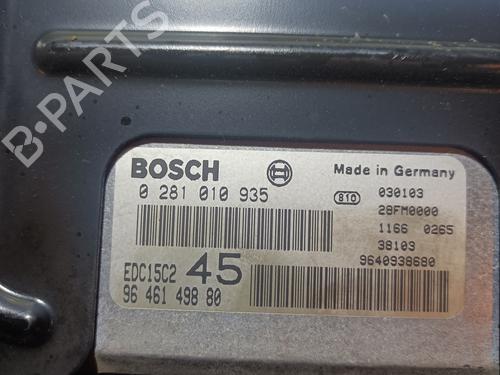 B-PARTS
BOSCH
Made in Germany
0 281 010 935
810
030103
28FM0000
1166 0265
38103
9640938680
EDC15C2 45
96 461 498 80